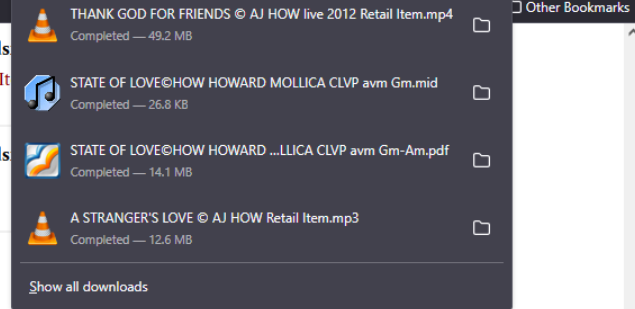 Other Bookmarks
THANK GOD FOR FRIENDS © AJ HOW live 2012 Retail Item.mp4
Completed — 49.2 MB
STATE OF LOVE©HOW HOWARD MOLLICA CLVP avm Gm.mid
Completed — 26.8 KB
STATE OF LOVE©HOW HOWARD ...LLICA CLVP avm Gm-Am.pdf
Completed — 14.1 MB
A STRANGER'S LOVE © AJ HOW Retail Item.mp3
Completed — 12.6 MB
Show all downloads